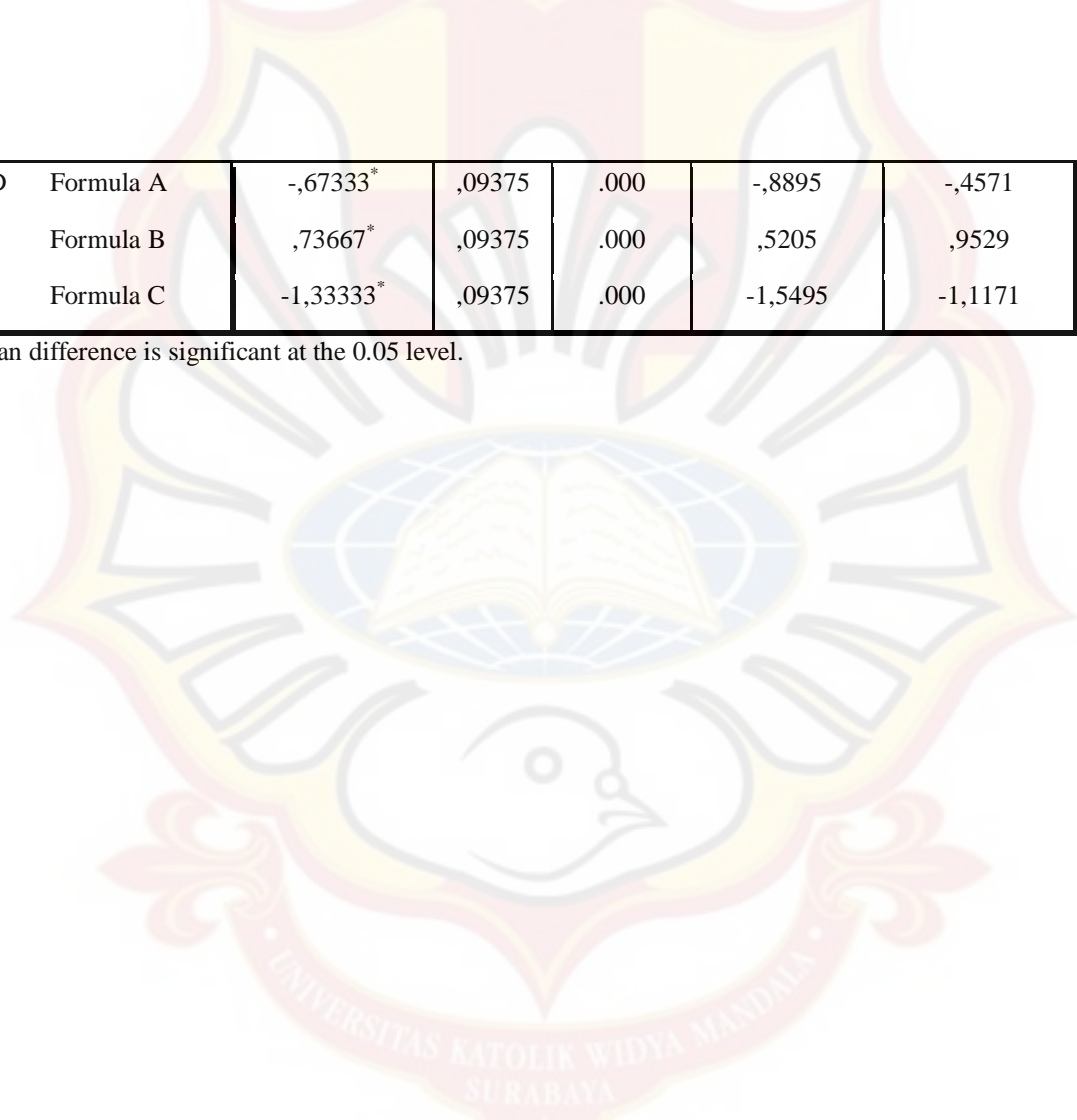 D Formula A -,67333* ,09375 .000 -,8895 -,4571
Formula B ,73667* ,09375 .000 ,5205 ,9529
Formula C -1,33333* ,09375 .000 -1,5495 -1,1171
an difference is significant at the 0.05 level.
UNIVERSITAS KATOLIK WIDYA MANDALA
SURABAYA